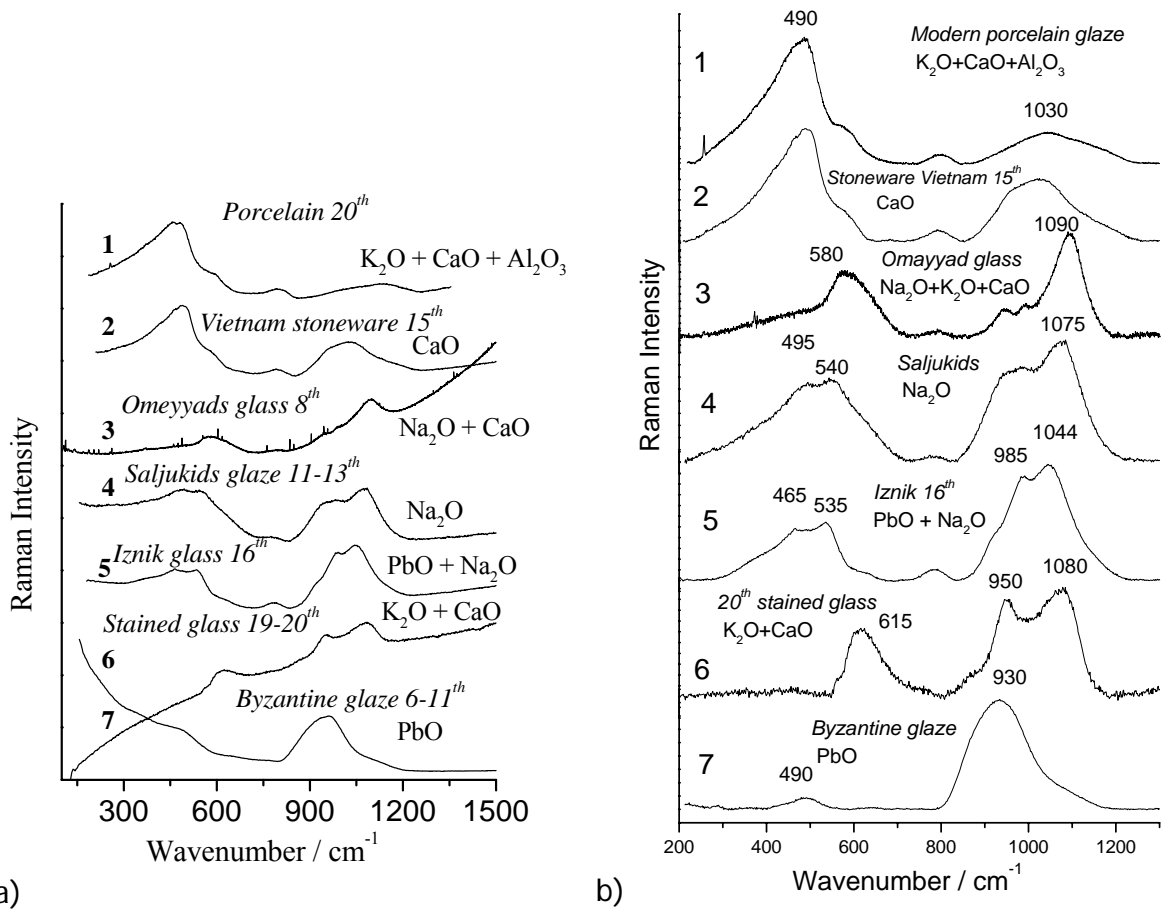 Porcelain 20th
1
K2O + CaO + Al2O3
Vietnam stoneware 15th
2
CaO
Omeyyads glass 8th
3
Na2O + CaO
Saljukids glaze 11-13th
4
Na2O
Iznik glass 16th
5
PbO + Na2O
Stained glass 19-20th
K2O + CaO
6
Byzantine glaze 6-11th
7
PbO
300 600 900 1200 1500
Wavenumber / cm-1
Raman Intensity
a)
490
Modern porcelain glaze
K2O+CaO+Al2O3
1
1030
Stoneware Vietnam 15th
CaO
2
1090
580
Omayyad glass
Na2O+K2O+CaO
3
1075
495
540
Saljukids
Na2O
4
1044
985
465
535
Iznik 16th
PbO + Na2O
5
1080
950
20th stained glass
K2O+CaO
615
6
930
Byzantine glaze
PbO
7
490
200 400 600 800 1000 1200
Wavenumber / cm-1
Raman Intensity
b)